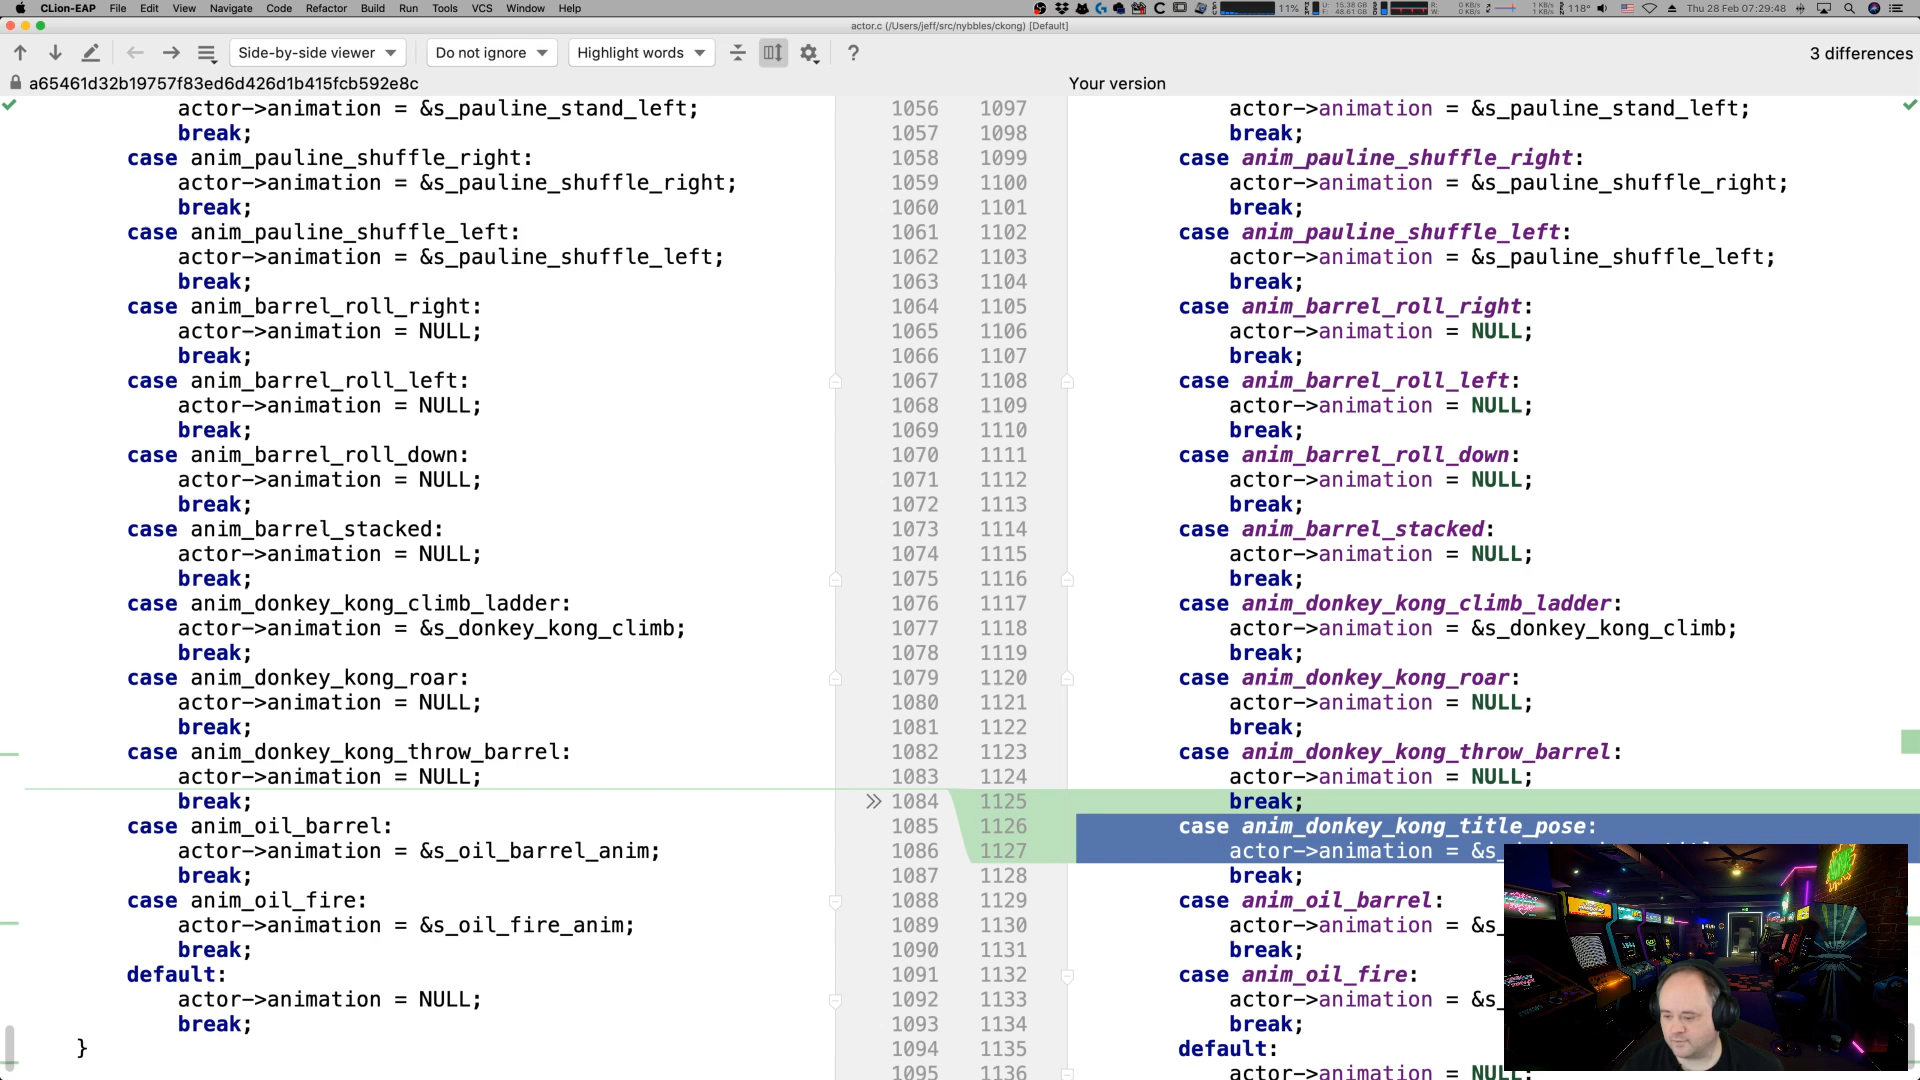 CLion-EAP File Edit View Navigate Code Refactor Build Run Tools VCS Window Help 11% 15.38 GB 48.61 GB 0 KB/s 0 KB/s 1 KB/s 0 KB/s 118° Thu 28 Feb 07:29:48
actor.c (/Users/jeff/src/nybbles/ckong) [Default]
Side-by-side viewer Do not ignore Highlight words ? 3 differences
a65461d32b19757f83ed6d426d1b415fcb592e8c Your version
actor->animation = &s_pauline_stand_left; 1056 1097 actor->animation = &s_pauline_stand_left;
break; 1057 1098 break;
case anim_pauline_shuffle_right: 1058 1099 case anim_pauline_shuffle_right:
actor->animation = &s_pauline_shuffle_right; 1059 1100 actor->animation = &s_pauline_shuffle_right;
break; 1060 1101 break;
case anim_pauline_shuffle_left: 1061 1102 case anim_pauline_shuffle_left:
actor->animation = &s_pauline_shuffle_left; 1062 1103 actor->animation = &s_pauline_shuffle_left;
break; 1063 1104 break;
case anim_barrel_roll_right: 1064 1105 case anim_barrel_roll_right:
actor->animation = NULL; 1065 1106 actor->animation = NULL;
break; 1066 1107 break;
case anim_barrel_roll_left: 1067 1108 case anim_barrel_roll_left:
actor->animation = NULL; 1068 1109 actor->animation = NULL;
break; 1069 1110 break;
case anim_barrel_roll_down: 1070 1111 case anim_barrel_roll_down:
actor->animation = NULL; 1071 1112 actor->animation = NULL;
break; 1072 1113 break;
case anim_barrel_stacked: 1073 1114 case anim_barrel_stacked:
actor->animation = NULL; 1074 1115 actor->animation = NULL;
break; 1075 1116 break;
case anim_donkey_kong_climb_ladder: 1076 1117 case anim_donkey_kong_climb_ladder:
actor->animation = &s_donkey_kong_climb; 1077 1118 actor->animation = &s_donkey_kong_climb;
break; 1078 1119 break;
case anim_donkey_kong_roar: 1079 1120 case anim_donkey_kong_roar:
actor->animation = NULL; 1080 1121 actor->animation = NULL;
break; 1081 1122 break;
case anim_donkey_kong_throw_barrel: 1082 1123 case anim_donkey_kong_throw_barrel:
actor->animation = NULL; 1083 1124 actor->animation = NULL;
break; 1084 1125 break;
case anim_oil_barrel: 1085 1126 case anim_donkey_kong_title_pose:
actor->animation = &s_oil_barrel_anim; 1086 1127 actor->animation = &s_
break; 1087 1128 break;
case anim_oil_fire: 1088 1129 case anim_oil_barrel:
actor->animation = &s_oil_fire_anim; 1089 1130 actor->animation = &s_
break; 1090 1131 break;
default: 1091 1132 case anim_oil_fire:
actor->animation = NULL; 1092 1133 actor->animation = &s_
break; 1093 1134 break;
} 1094 1135 default:
1095 1136 actor->animation = NULL;